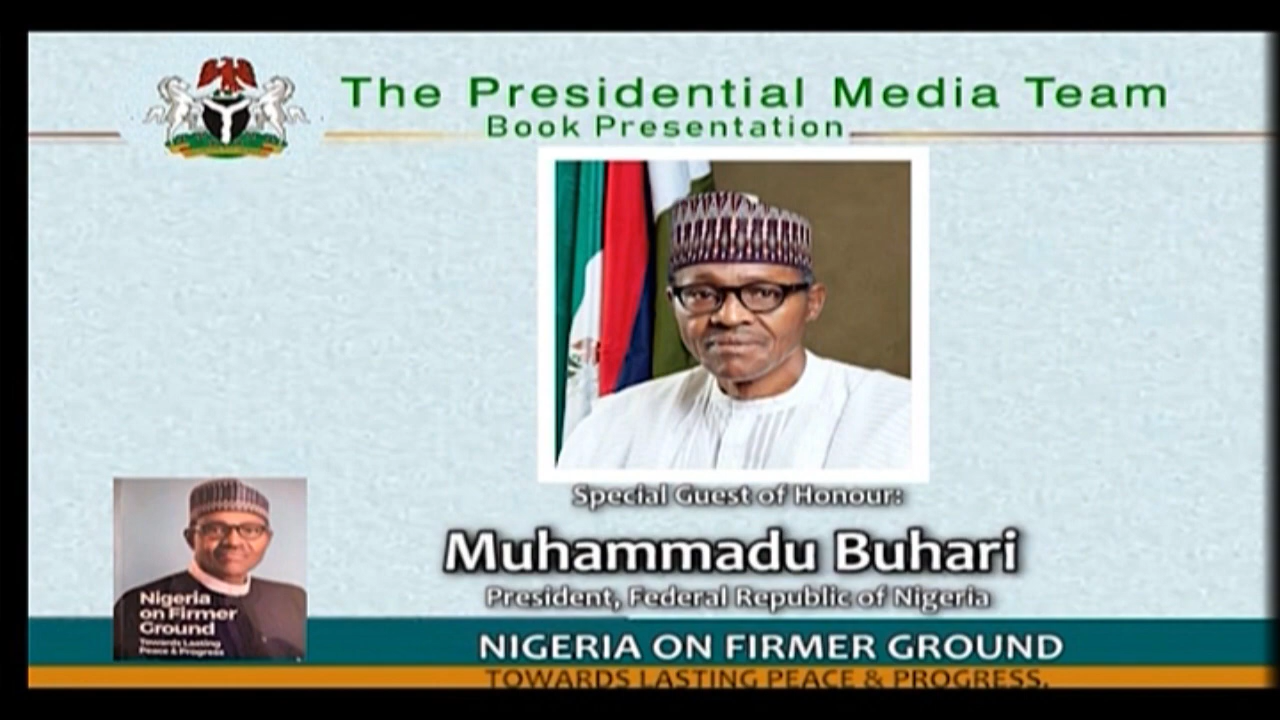 The Presidential Media Team
Book Presentation
Special Guest of Honour:
Muhammadu Buhari
President, Federal Republic of Nigeria
Nigeria
on Firmer
Ground
Towards Lasting
Peace & Progress
NIGERIA ON FIRMER GROUND
TOWARDS LASTING PEACE & PROGRESS.